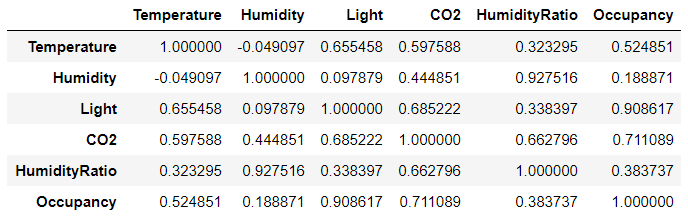 Temperature Humidity Light CO2 HumidityRatio Occupancy
Temperature 1.000000 -0.049097 0.655458 0.597588 0.323295 0.524851
Humidity -0.049097 1.000000 0.097879 0.444851 0.927516 0.188871
Light 0.655458 0.097879 1.000000 0.685222 0.338397 0.908617
CO2 0.597588 0.444851 0.685222 1.000000 0.662796 0.711089
HumidityRatio 0.323295 0.927516 0.338397 0.662796 1.000000 0.383737
Occupancy 0.524851 0.188871 0.908617 0.711089 0.383737 1.000000